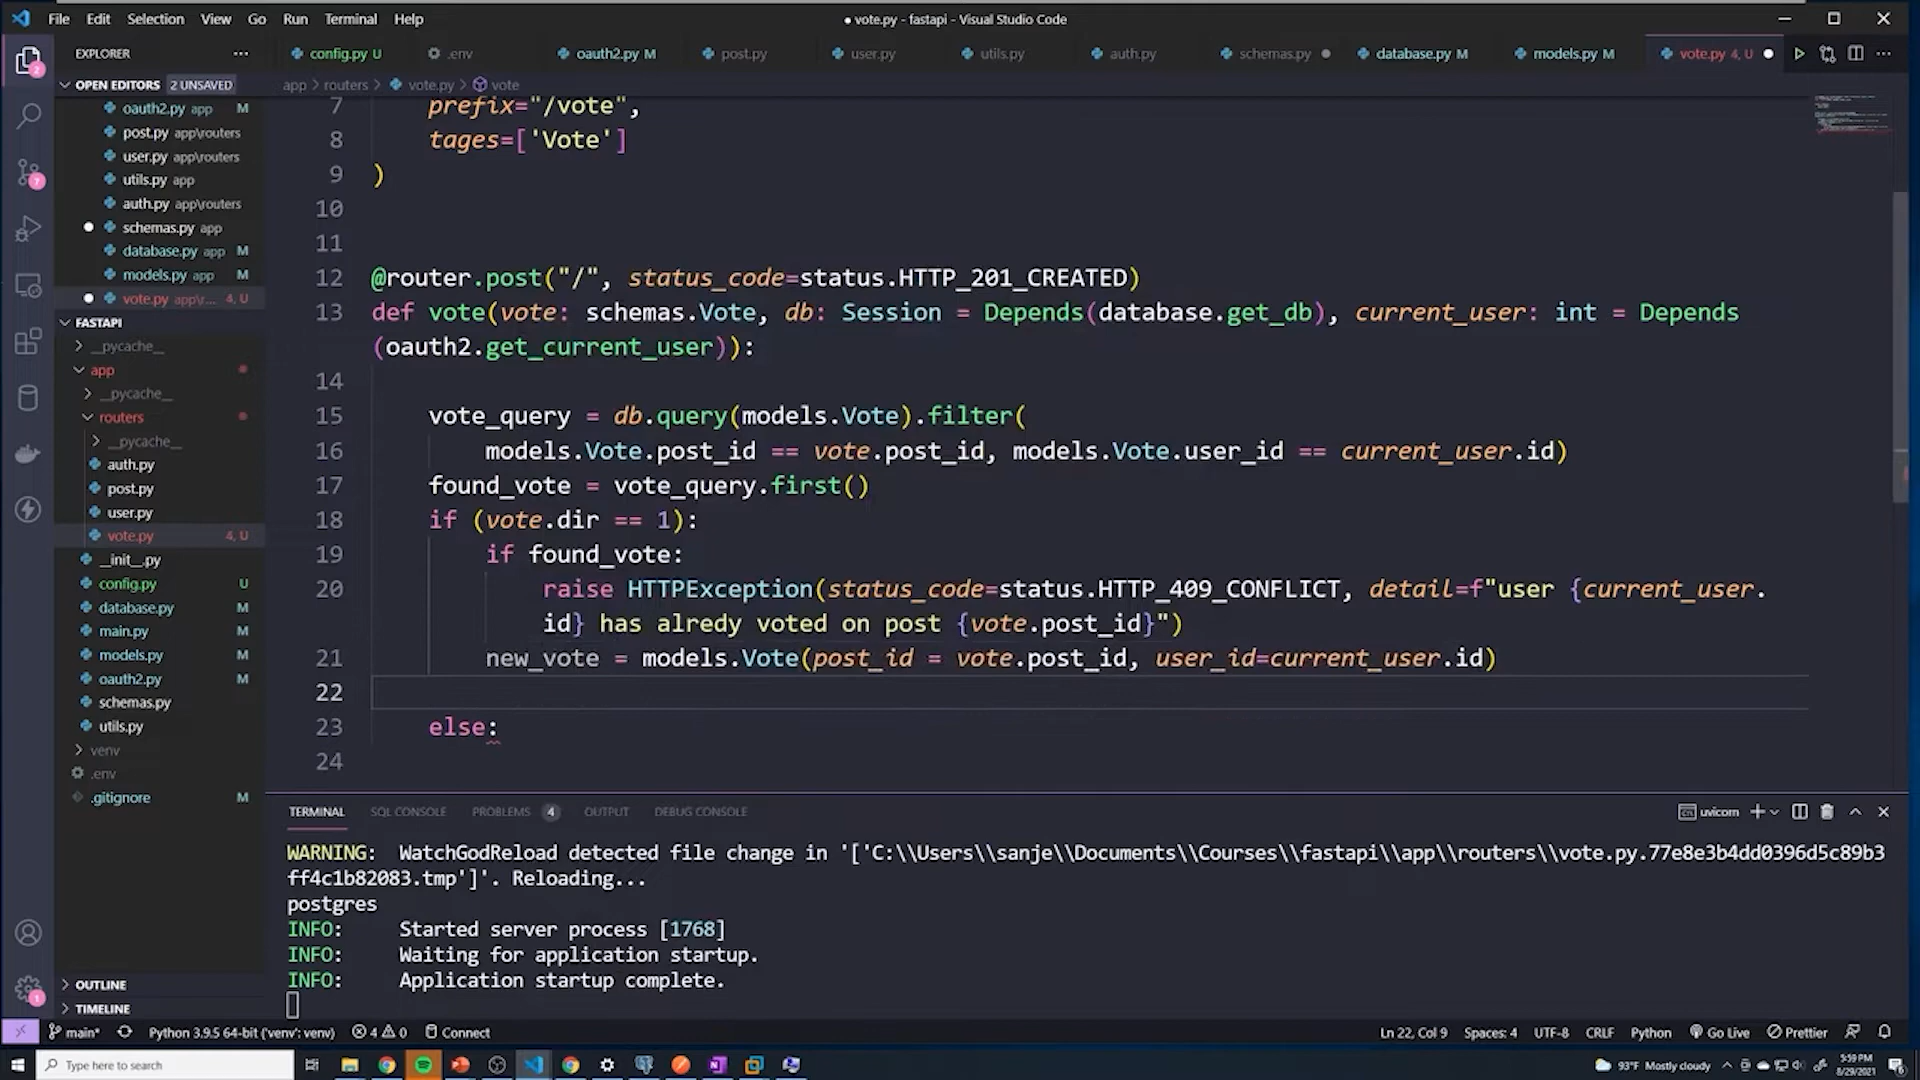 File Edit Selection View Go Run Terminal Help
● vote.py - fastapi - Visual Studio Code
EXPLORER
config.py U
.env
oauth2.py M
post.py
user.py
utils.py
auth.py
schemas.py ●
database.py M
models.py M
vote.py 4, U ●
OPEN EDITORS 2 UNSAVED
app > routers > vote.py > vote
oauth2.py app M
post.py app\routers
user.py app\routers
utils.py app
auth.py app\routers
schemas.py app
database.py app M
models.py app M
vote.py app\r... 4, U
FASTAPI
__pycache__
app
__pycache__
routers
__pycache__
auth.py
post.py
user.py
vote.py 4, U
__init__.py
config.py U
database.py M
main.py M
models.py M
oauth2.py M
schemas.py
utils.py
venv
.env
.gitignore M
OUTLINE
TIMELINE
7 prefix="/vote",
8 tages=['Vote']
9 )
10
11
12 @router.post("/", status_code=status.HTTP_201_CREATED)
13 def vote(vote: schemas.Vote, db: Session = Depends(database.get_db), current_user: int = Depends
(oauth2.get_current_user)):
14
15 vote_query = db.query(models.Vote).filter(
16 models.Vote.post_id == vote.post_id, models.Vote.user_id == current_user.id)
17 found_vote = vote_query.first()
18 if (vote.dir == 1):
19 if found_vote:
20 raise HTTPException(status_code=status.HTTP_409_CONFLICT, detail=f"user {current_user.
id} has alredy voted on post {vote.post_id}")
21 new_vote = models.Vote(post_id = vote.post_id, user_id=current_user.id)
22
23 else:
24
TERMINAL SQL CONSOLE PROBLEMS 4 OUTPUT DEBUG CONSOLE
uvicorn
WARNING: WatchGodReload detected file change in '['C:\\Users\\sanje\\Documents\\Courses\\fastapi\\app\\routers\\vote.py.77e8e3b4dd0396d5c89b3
ff4c1b82083.tmp']'. Reloading...
postgres
INFO: Started server process [1768]
INFO: Waiting for application startup.
INFO: Application startup complete.
main* Python 3.9.5 64-bit ('venv': venv) 4 0 Connect
Ln 22, Col 9 Spaces: 4 UTF-8 CRLF Python Go Live Prettier
Type here to search
93°F Mostly cloudy
5:59 PM
8/29/2021